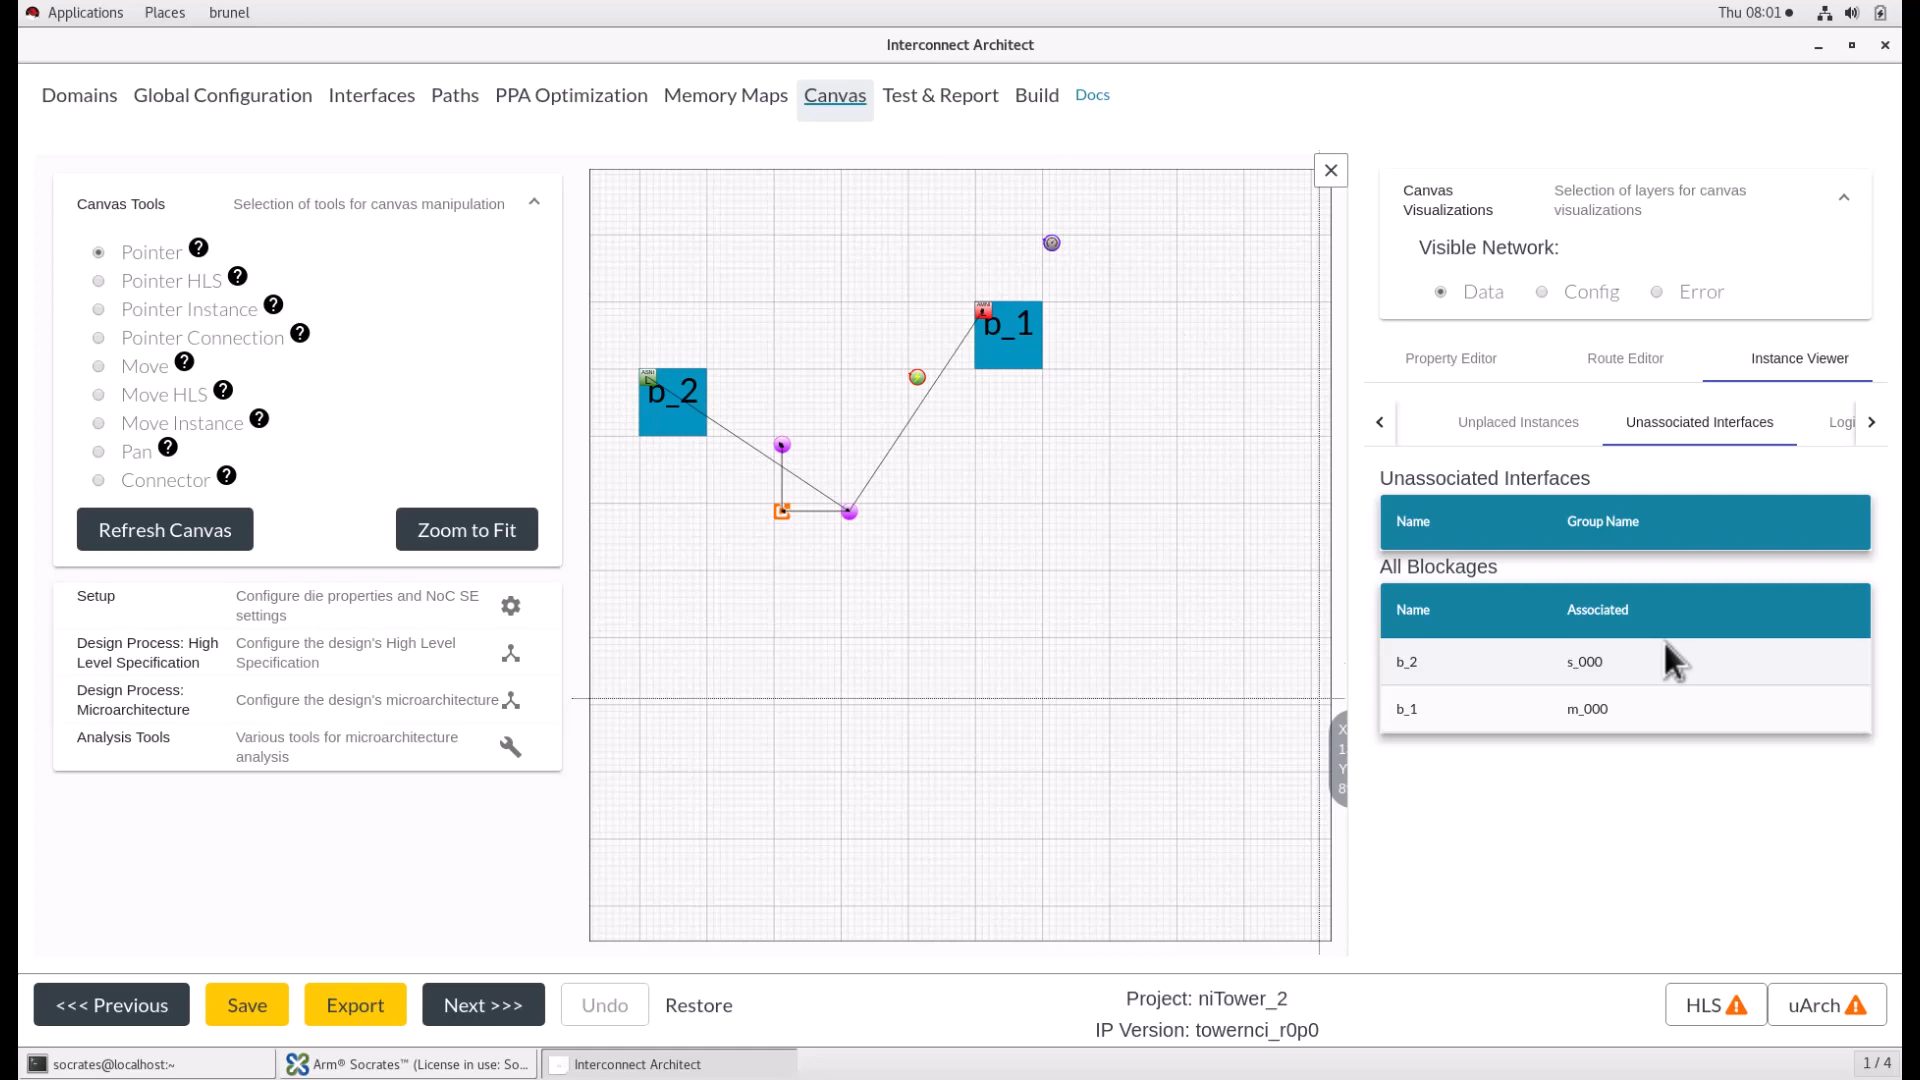 Applications Places brunel Thu 08:01
Interconnect Architect
Domains Global Configuration Interfaces Paths PPA Optimization Memory Maps Canvas Test & Report Build Docs
Canvas Tools Selection of tools for canvas manipulation
Pointer ?
Pointer HLS ?
Pointer Instance ?
Pointer Connection ?
Move ?
Move HLS ?
Move Instance ?
Pan ?
Connector ?
Refresh Canvas Zoom to Fit
Setup Configure die properties and NoC SE
settings
Design Process: High
Level Specification
Configure the design's High Level
Specification
Design Process:
Microarchitecture
Configure the design's microarchitecture
Analysis Tools Various tools for microarchitecture
analysis
b_1
ASNI
b_2
X
1
Y
8
Canvas
Visualizations
Selection of layers for canvas
visualizations
Visible Network:
Data Config Error
Property Editor Route Editor Instance Viewer
Unplaced Instances Unassociated Interfaces Logi
Unassociated Interfaces
Name Group Name
All Blockages
Name Associated
b_2 s_000
b_1 m_000
<<< Previous Save Export Next >>> Undo Restore
Project: niTower_2
IP Version: towernci_r0p0
HLS uArch
socrates@localhost:~ Arm® Socrates™ (License in use: So... Interconnect Architect 1 / 4